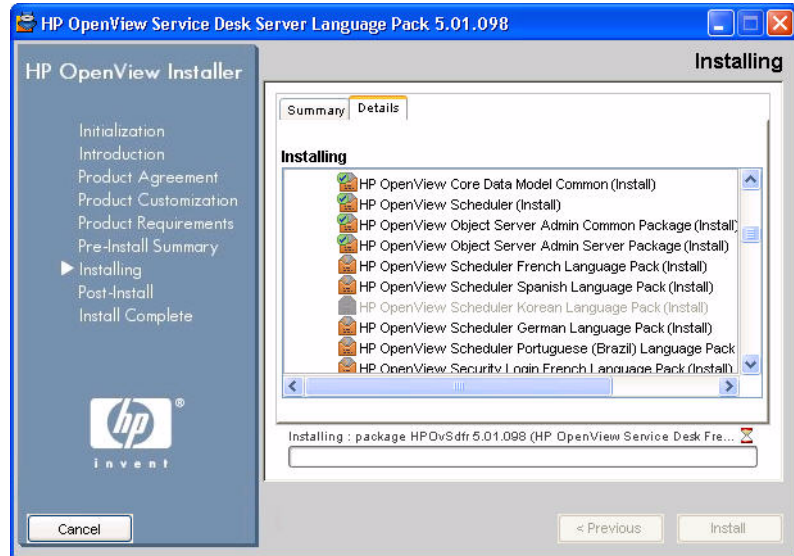 HP OpenView Service Desk Server Language Pack 5.01.098
HP OpenView Installer
Initialization
Introduction
Product Agreement
Product Customization
Product Requirements
Pre-Install Summary
Installing
Post-Install
Install Complete
hp
®
invent
Cancel
Installing
Summary
Details
Installing
HP OpenView Core Data Model Common (Install)
HP OpenView Scheduler (Install)
HP OpenView Object Server Admin Common Package (Install)
HP OpenView Object Server Admin Server Package (Install)
HP OpenView Scheduler French Language Pack (Install)
HP OpenView Scheduler Spanish Language Pack (Install)
HP OpenView Scheduler Korean Language Pack (Install)
HP OpenView Scheduler German Language Pack (Install)
HP OpenView Scheduler Portuguese (Brazil) Language Pack
HP OpenView Security Login French Language Pack (Install)
Installing : package HPOvSdfr 5.01.098 (HP OpenView Service Desk Fre...
< Previous
Install